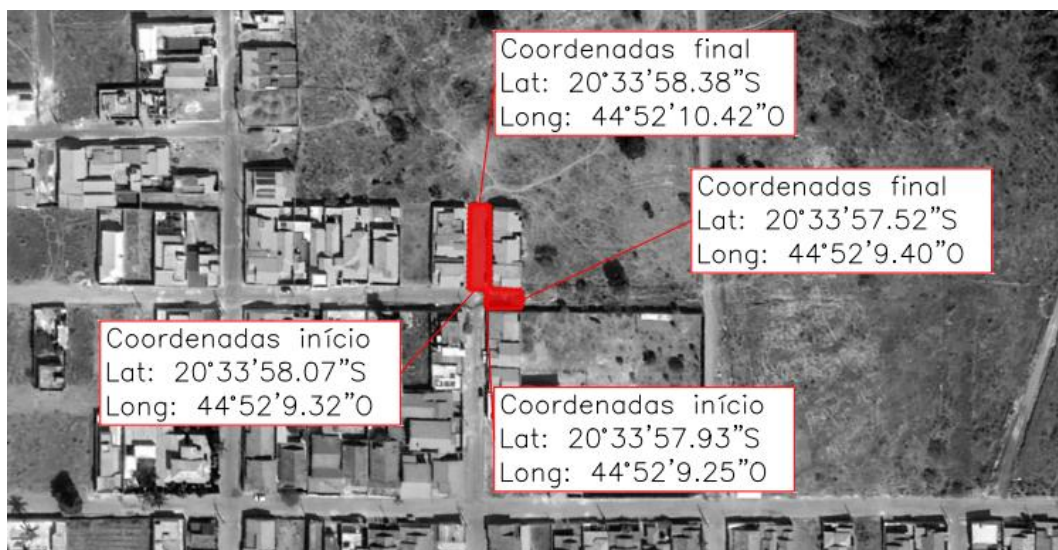 Coordenadas final
Lat: 20°33'58.38"S
Long: 44°52'10.42"O
Coordenadas final
Lat: 20°33'57.52"S
Long: 44°52'9.40"O
Coordenadas início
Lat: 20°33'58.07"S
Long: 44°52'9.32"O
Coordenadas início
Lat: 20°33'57.93"S
Long: 44°52'9.25"O